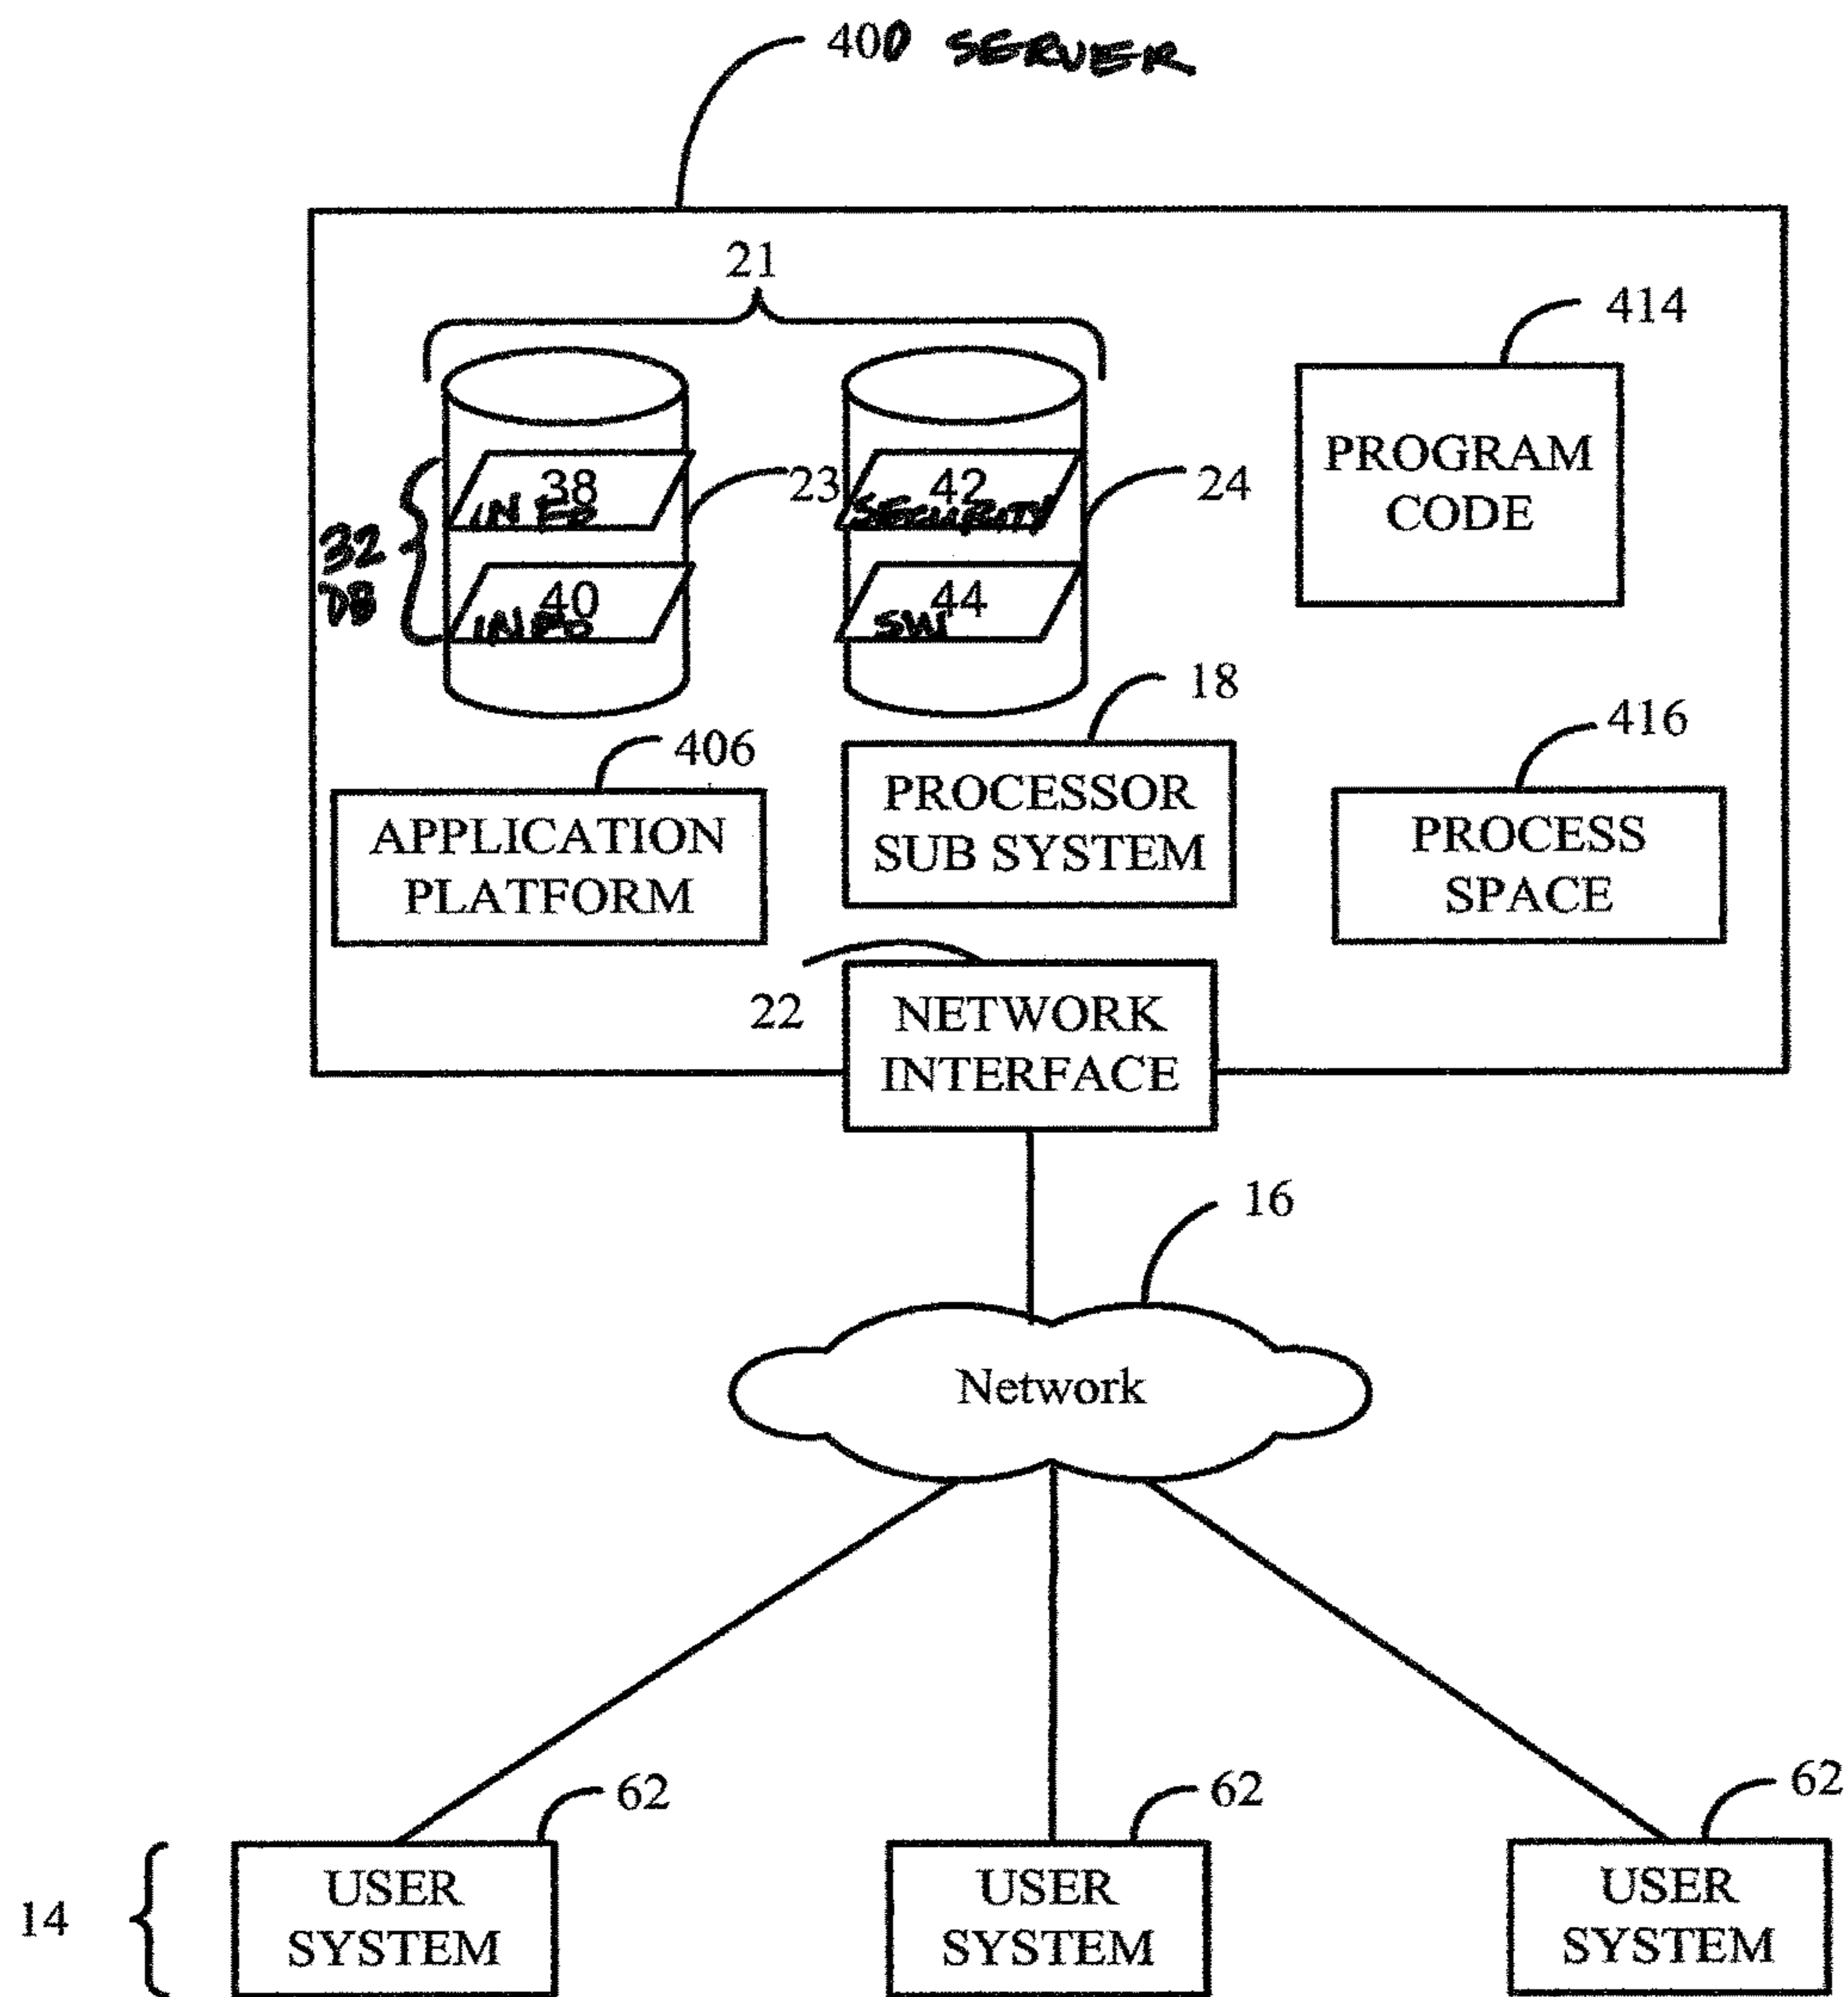 400 SERVER
21
414
PROGRAM
CODE
38
INFO
23
42
SECURITY
24
32
DB
40
INFO
44
SW
18
406
416
APPLICATION
PLATFORM
PROCESSOR
SUB SYSTEM
PROCESS
SPACE
22
NETWORK
INTERFACE
16
Network
62
62
62
14
USER
SYSTEM
USER
SYSTEM
USER
SYSTEM